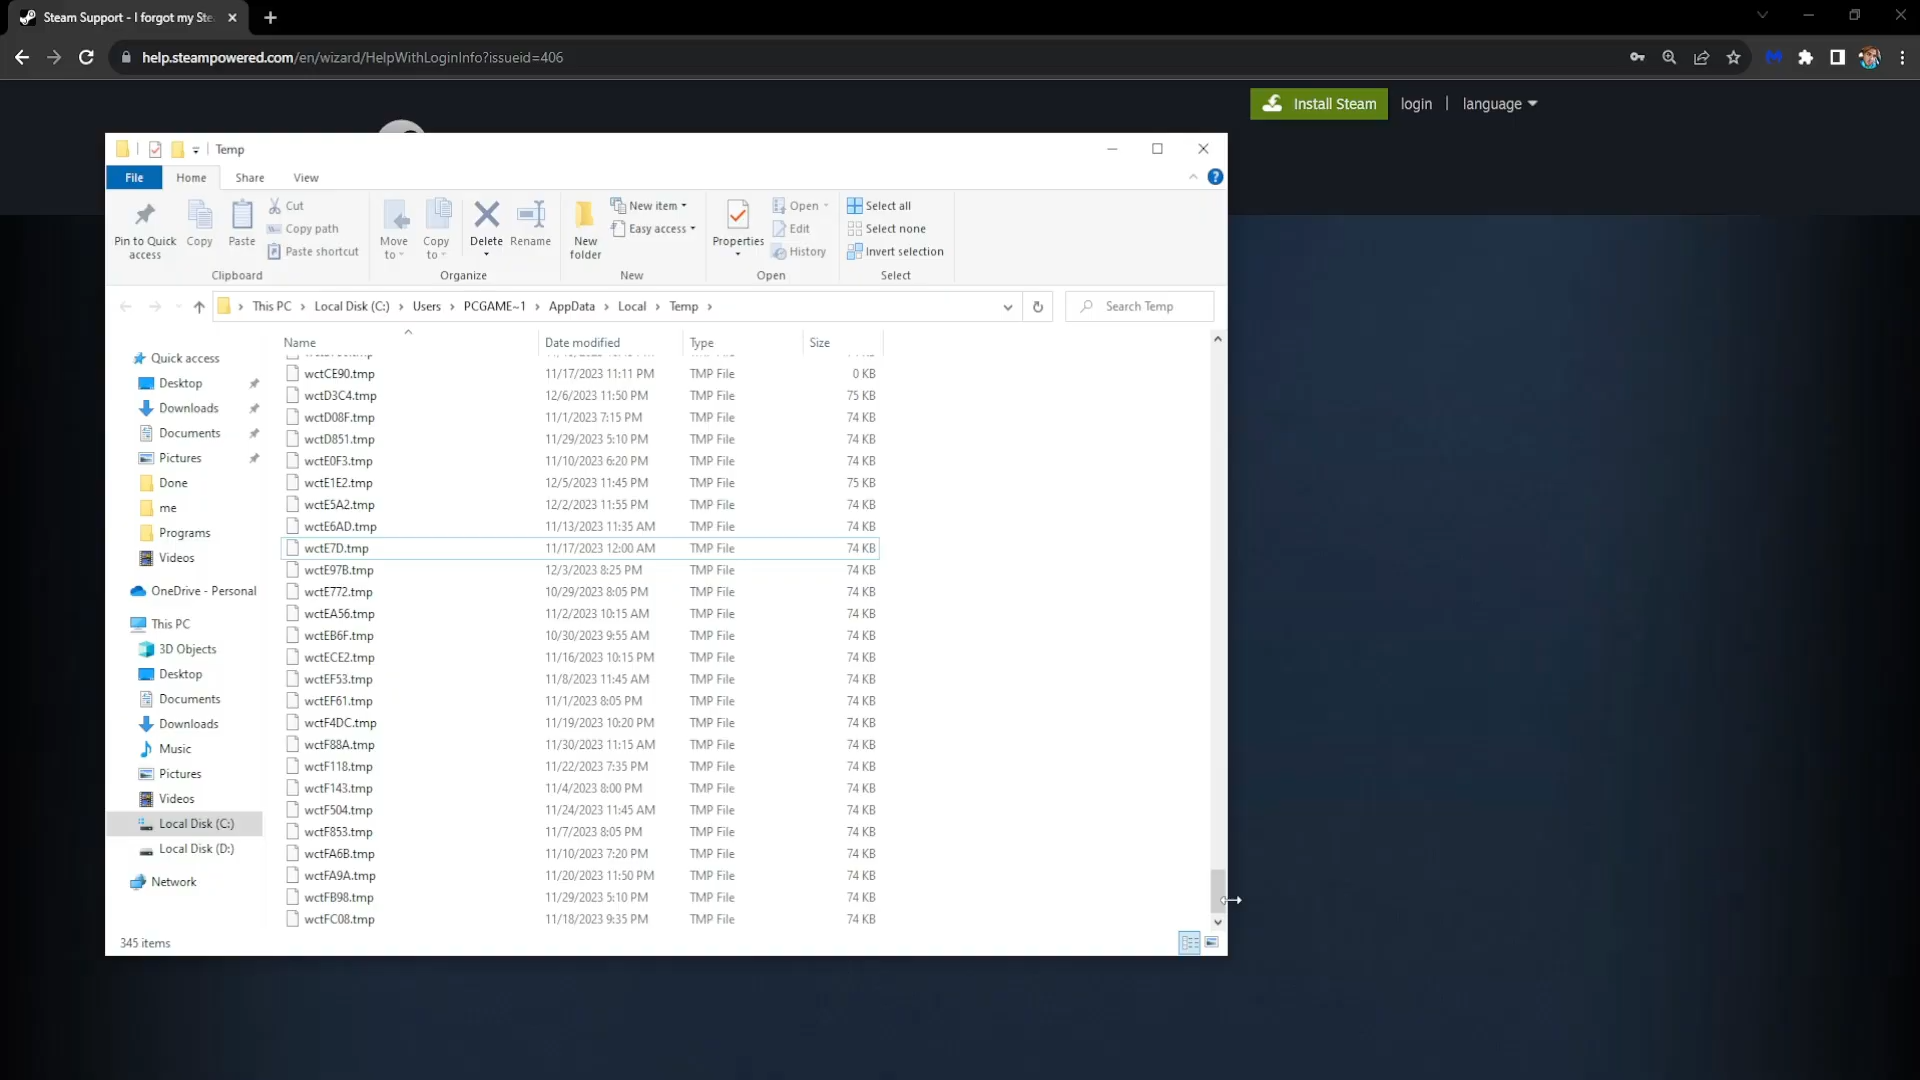 Steam Support - I forgot my Ste
help.steampowered.com/en/wizard/HelpWithLoginInfo?issueid=406
Install Steam login | language
Temp
File Home Share View
Pin to Quick access
Copy
Paste
Cut
Copy path
Paste shortcut
Clipboard
Move to
Copy to
Delete
Rename
Organize
New folder
New item
Easy access
New
Properties
Open
Edit
History
Open
Select all
Select none
Invert selection
Select
This PC > Local Disk (C:) > Users > PCGAME~1 > AppData > Local > Temp >
Search Temp
Name Date modified Type Size
Quick access
Desktop
Downloads
Documents
Pictures
Done
me
Programs
Videos
OneDrive - Personal
This PC
3D Objects
Desktop
Documents
Downloads
Music
Pictures
Videos
Local Disk (C:)
Local Disk (D:)
Network
wctCE90.tmp 11/17/2023 11:11 PM TMP File 0 KB
wctD3C4.tmp 12/6/2023 11:50 PM TMP File 75 KB
wctD08F.tmp 11/1/2023 7:15 PM TMP File 74 KB
wctD851.tmp 11/29/2023 5:10 PM TMP File 74 KB
wctE0F3.tmp 11/10/2023 6:20 PM TMP File 74 KB
wctE1E2.tmp 12/5/2023 11:45 PM TMP File 75 KB
wctE5A2.tmp 12/2/2023 11:55 PM TMP File 74 KB
wctE6AD.tmp 11/13/2023 11:35 AM TMP File 74 KB
wctE7D.tmp 11/17/2023 12:00 AM TMP File 74 KB
wctE97B.tmp 12/3/2023 8:25 PM TMP File 74 KB
wctE772.tmp 10/29/2023 8:05 PM TMP File 74 KB
wctEA56.tmp 11/2/2023 10:15 AM TMP File 74 KB
wctEB6F.tmp 10/30/2023 9:55 AM TMP File 74 KB
wctECE2.tmp 11/16/2023 10:15 PM TMP File 74 KB
wctEF53.tmp 11/8/2023 11:45 AM TMP File 74 KB
wctEF61.tmp 11/1/2023 8:05 PM TMP File 74 KB
wctF4DC.tmp 11/19/2023 10:20 PM TMP File 74 KB
wctF88A.tmp 11/30/2023 11:15 AM TMP File 74 KB
wctF118.tmp 11/22/2023 7:35 PM TMP File 74 KB
wctF143.tmp 11/4/2023 8:00 PM TMP File 74 KB
wctF504.tmp 11/24/2023 11:45 AM TMP File 74 KB
wctF853.tmp 11/7/2023 8:05 PM TMP File 74 KB
wctFA6B.tmp 11/10/2023 7:20 PM TMP File 74 KB
wctFA9A.tmp 11/20/2023 11:50 PM TMP File 74 KB
wctFB98.tmp 11/29/2023 5:10 PM TMP File 74 KB
wctFC08.tmp 11/18/2023 9:35 PM TMP File 74 KB
345 items